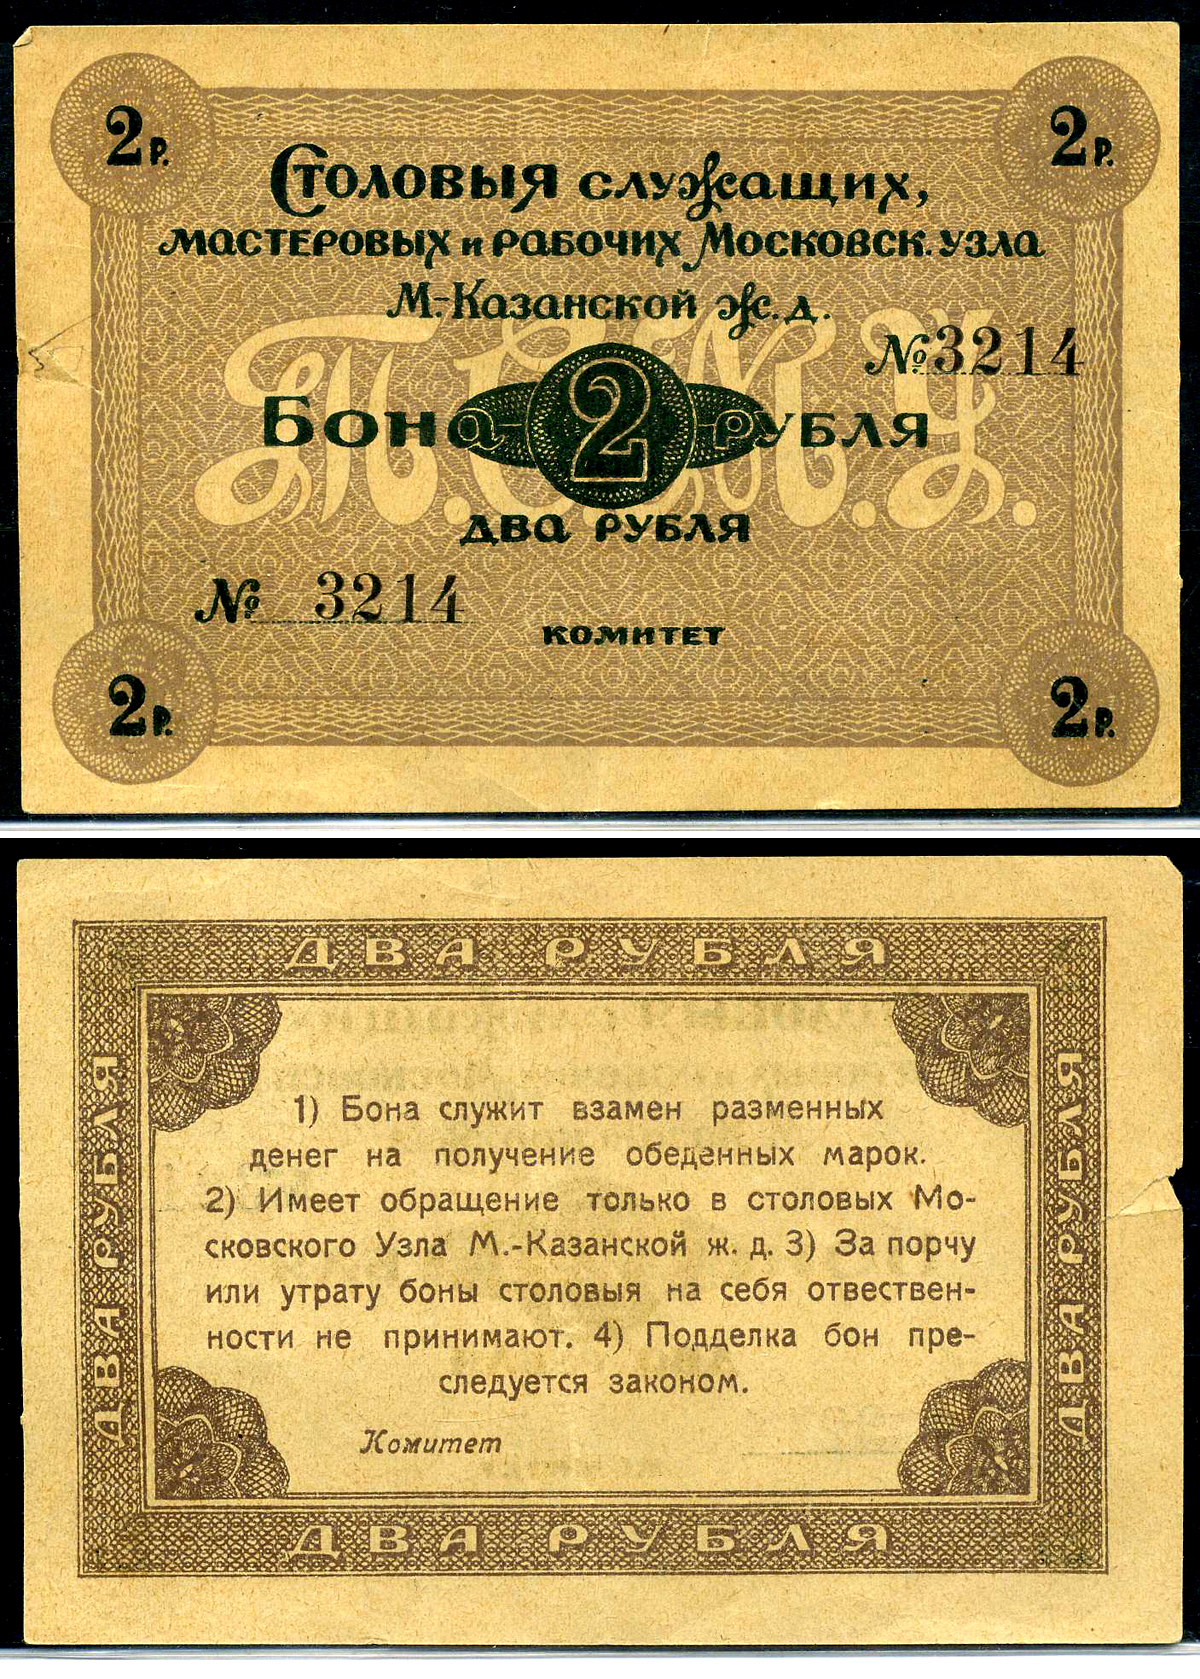 2р. 2р.
Столовыя служащих,
мастеровых и рабочих Московск. узла
М.-Казанской ж.д.
№ 3214
Т.С.М.У.
Бона 2 рубля
два рубля
№ 3214
комитет
2р. 2р.
ДВА РУБЛЯ
ДВА РУБЛЯ
ДВА РУБЛЯ
1) Бона служит взамен разменных
денег на получение обеденных марок.
2) Имеет обращение только в столовых Мо-
сковского Узла М.-Казанской ж. д. 3) За порчу
или утрату боны столовыя на себя отвествен-
ности не принимают. 4) Подделка бон пре-
следуется законом.
Комитет
ДВА РУБЛЯ